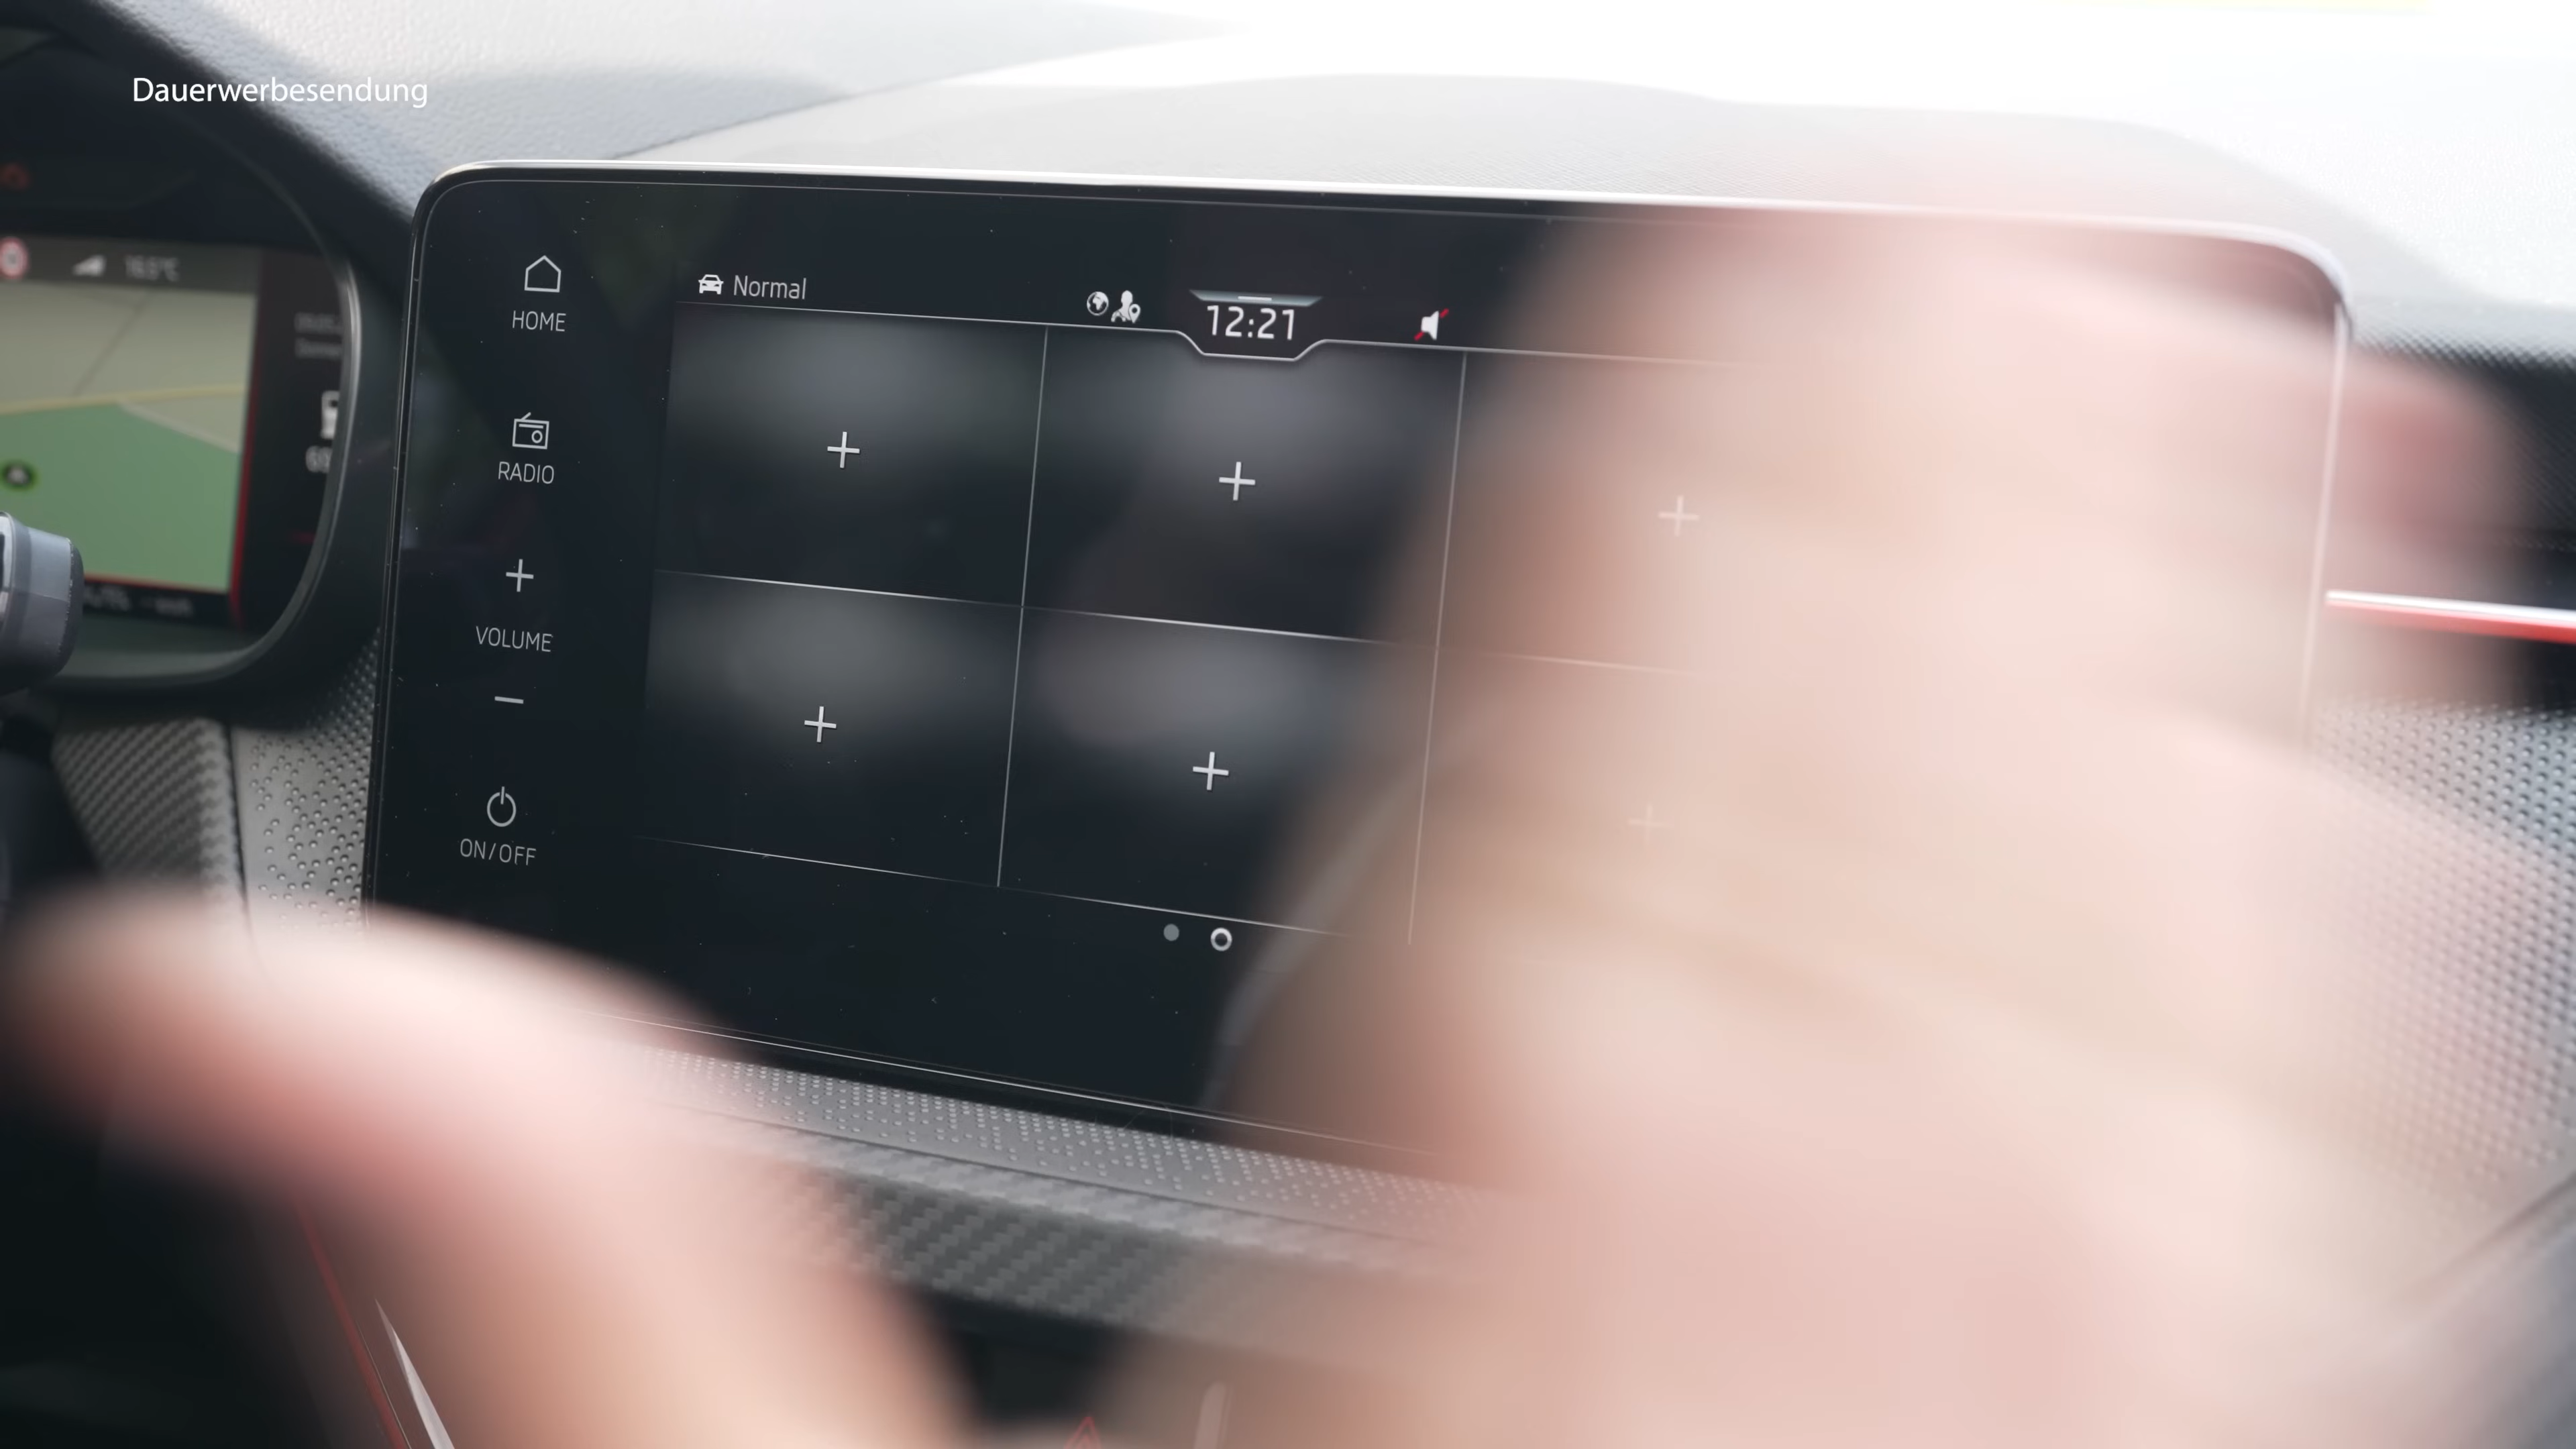 Dauerwerbesendung
HOME
Normal
12:21
RADIO
VOLUME
ON/OFF